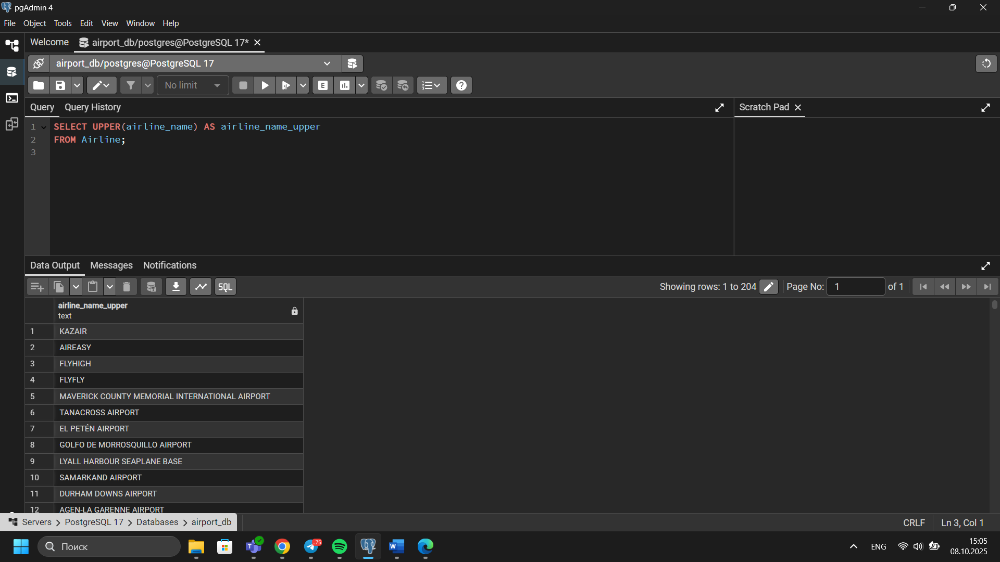 pgAdmin 4
File Object Tools Edit View Window Help
Welcome airport_db/postgres@PostgreSQL 17*
airport_db/postgres@PostgreSQL 17
No limit
E
SQL
Query Query History
Scratch Pad
1 SELECT UPPER(airline_name) AS airline_name_upper
2 FROM Airline;
3
Data Output Messages Notifications
Showing rows: 1 to 204 Page No: 1 of 1
airline_name_upper
text
1 KAZAIR
2 AIREASY
3 FLYHIGH
4 FLYFLY
5 MAVERICK COUNTY MEMORIAL INTERNATIONAL AIRPORT
6 TANACROSS AIRPORT
7 EL PETÉN AIRPORT
8 GOLFO DE MORROSQUILLO AIRPORT
9 LYALL HARBOUR SEAPLANE BASE
10 SAMARKAND AIRPORT
11 DURHAM DOWNS AIRPORT
12 AGEN-LA GARENNE AIRPORT
Servers > PostgreSQL 17 > Databases > airport_db
CRLF Ln 3, Col 1
Поиск
..75
ENG
15:05
08.10.2025